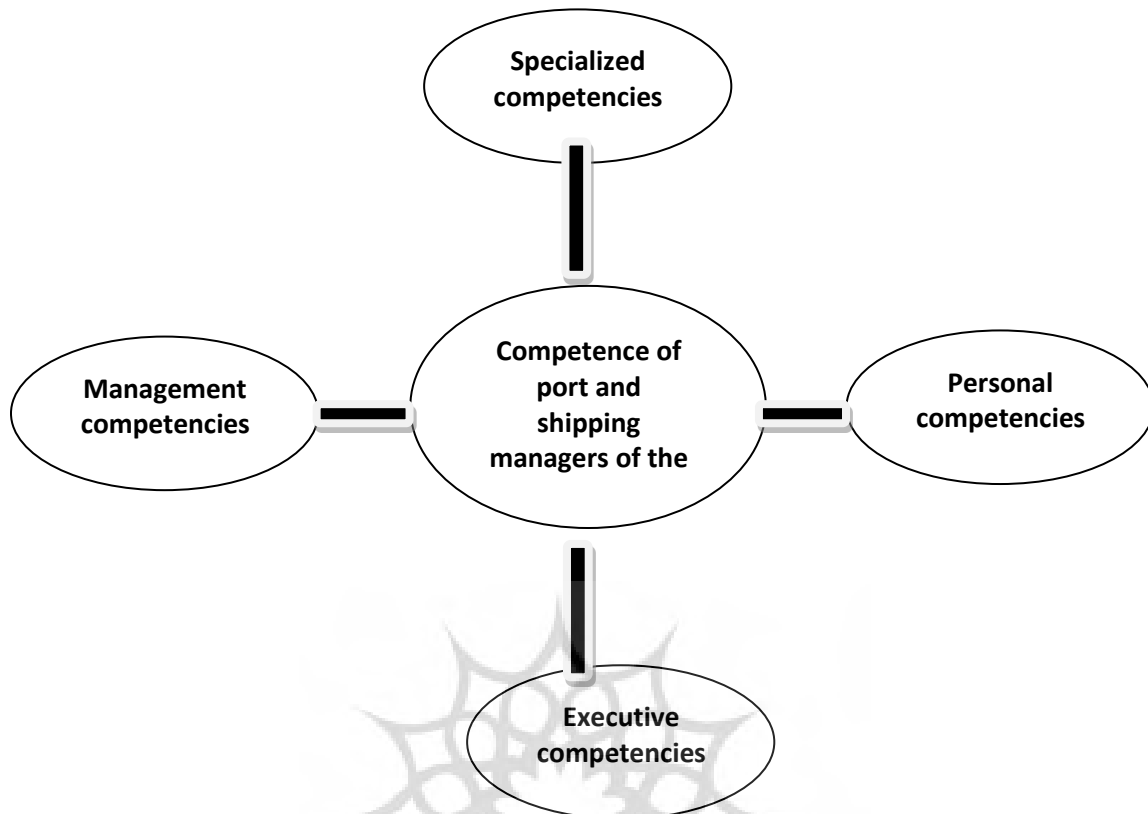 Specialized
competencies
Competence of
port and
shipping
managers of the
Management
competencies
Personal
competencies
Executive
competencies